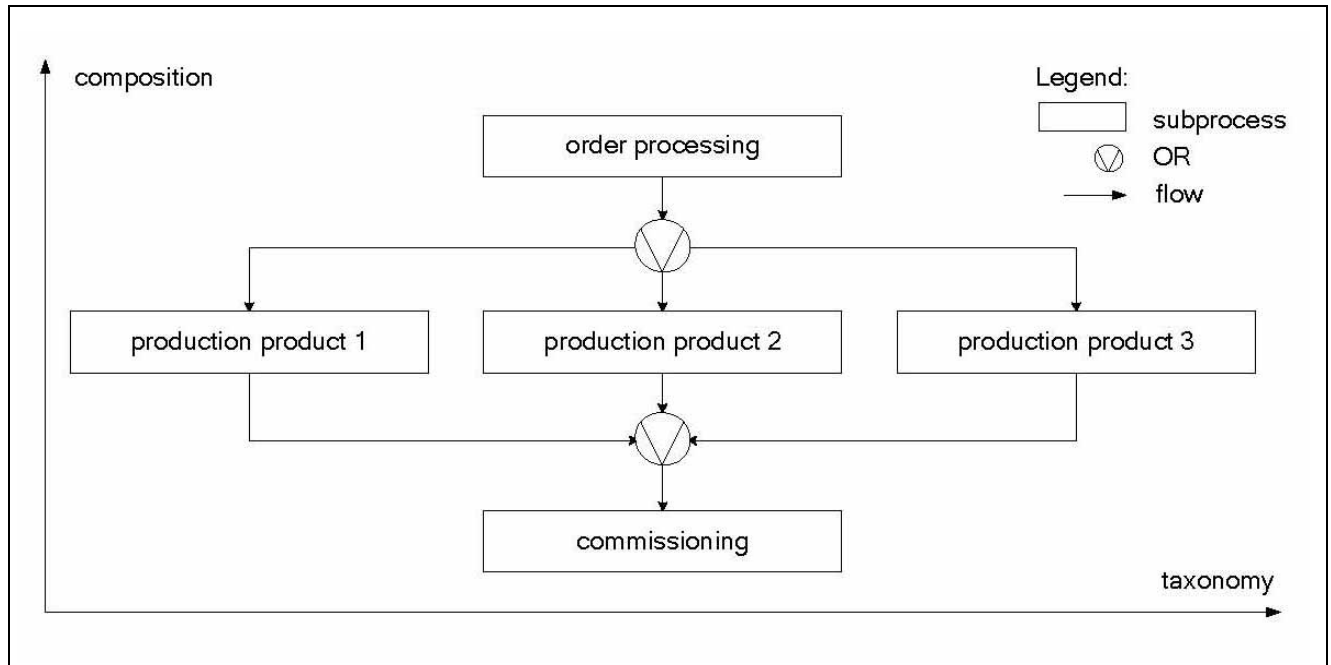 composition
Legend:
subprocess
OR
flow
order processing
production product 1
production product 2
production product 3
commissioning
taxonomy